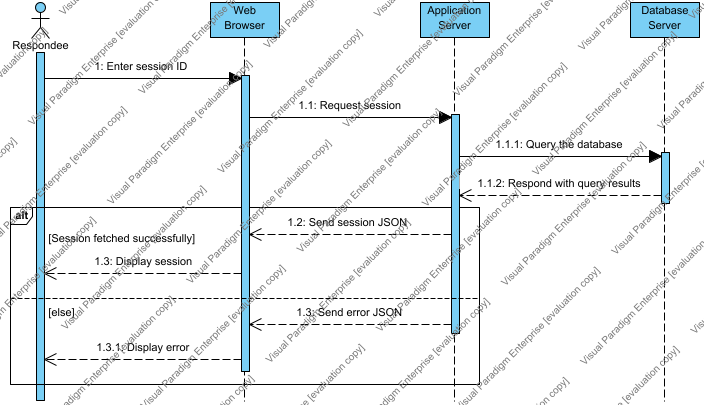 Web
Browser
Application
Server
Database
Server
Respondee
1: Enter session ID
1.1: Request session
1.1.1: Query the database
1.1.2: Respond with query results
alt
1.2: Send session JSON
[Session fetched successfully]
1.3: Display session
[else]
1.3: Send error JSON
1.3.1: Display error
Visual Paradigm Enterprise [evaluation copy]